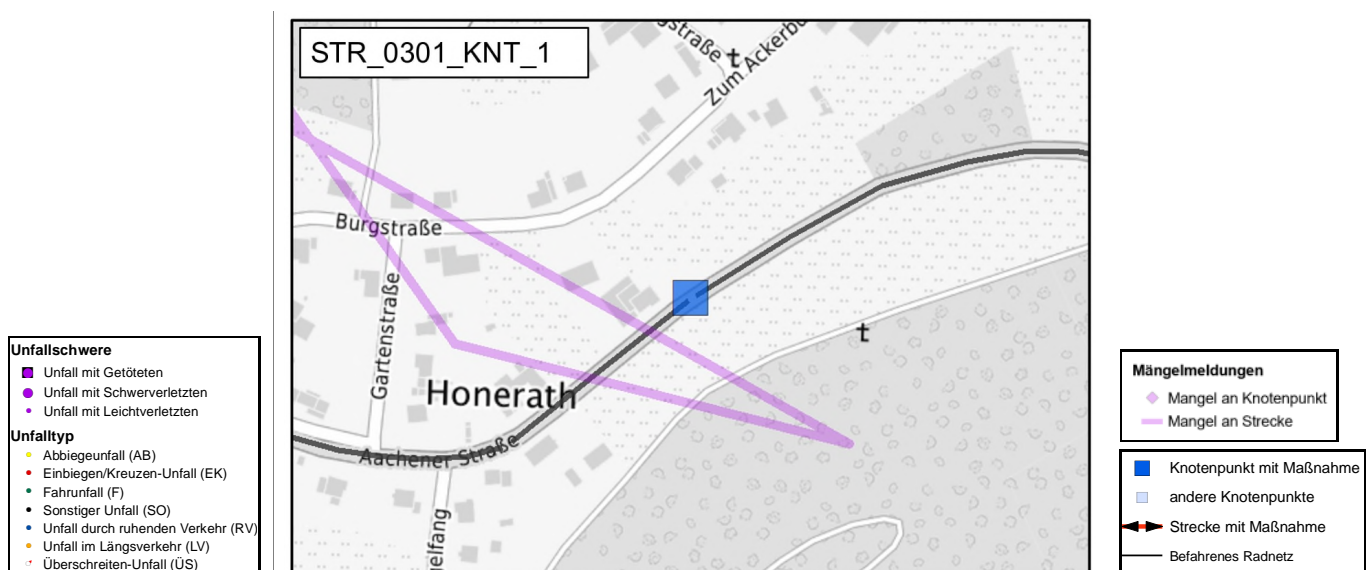 STR_0301_KNT_1
Zum Ackerbu
gstraße
Burgstraße
Gartenstraße
Honerath
Aachener Straße
elfang
Unfallschwere
Unfall mit Getöteten
Unfall mit Schwerverletzten
Unfall mit Leichtverletzten
Unfalltyp
Abbiegeunfall (AB)
Einbiegen/Kreuzen-Unfall (EK)
Fahrunfall (F)
Sonstiger Unfall (SO)
Unfall durch ruhenden Verkehr (RV)
Unfall im Längsverkehr (LV)
Überschreiten-Unfall (ÜS)
Mängelmeldungen
Mangel an Knotenpunkt
Mangel an Strecke
Knotenpunkt mit Maßnahme
andere Knotenpunkte
Strecke mit Maßnahme
Befahrenes Radnetz